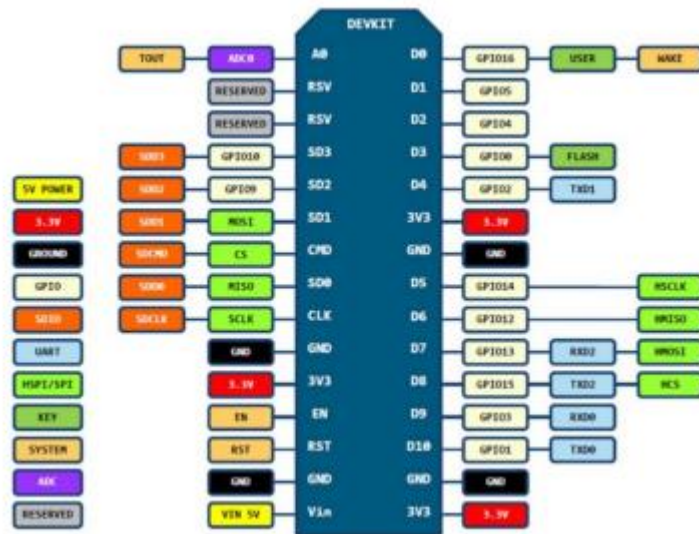 DEVKIT
TOUT ADC0 A0 D0 GPIO16 USER WAKE
RESERVED RSV D1 GPIO5
RESERVED RSV D2 GPIO4
SDD3 GPIO10 SD3 D3 GPIO0 FLASH
5V POWER SDD2 GPIO9 SD2 D4 GPIO2 TXD1
3.3V SDD1 MOSI SD1 3V3 3.3V
GROUND SDCMD CS CMD GND GND
GPIO SDD0 MISO SD0 D5 GPIO14 HSCLK
SDIO SDCLK SCLK CLK D6 GPIO12 HMISO
UART GND GND D7 GPIO13 RXD2 HMOSI
HSPI/SPI 3.3V 3V3 D8 GPIO15 TXD2 HCS
KEY EN EN D9 GPIO3 RXD0
SYSTEM RST RST D10 GPIO1 TXD0
ADC GND GND GND GND
RESERVED VIN 5V Vin 3V3 3.3V